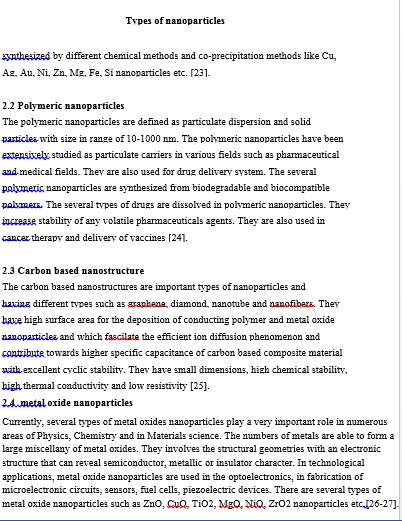 Types of nanoparticles
synthesized by different chemical methods and co-precipitation methods like Cu,
Ag, Au, Ni, Zn, Mg, Fe, Si nanoparticles etc. [23].
2.2 Polymeric nanoparticles
The polymeric nanoparticles are defined as particulate dispersion and solid
particles with size in range of 10-1000 nm. The polymeric nanoparticles have been
extensively studied as particulate carriers in various fields such as pharmaceutical
and medical fields. They are also used for drug delivery system. The several
polymeric nanoparticles are synthesized from biodegradable and biocompatible
polymers. The several types of drugs are dissolved in polymeric nanoparticles. They
increase stability of any volatile pharmaceuticals agents. They are also used in
cancer therapy and delivery of vaccines [24].
2.3 Carbon based nanostructure
The carbon based nanostructures are important types of nanoparticles and
having different types such as graphene, diamond, nanotube and nanofibers. They
have high surface area for the deposition of conducting polymer and metal oxide
nanoparticles and which fascilate the efficient ion diffusion phenomenon and
contribute towards higher specific capacitance of carbon based composite material
with excellent cyclic stability. They have small dimensions, high chemical stability,
high thermal conductivity and low resistivity [25].
2.4. metal oxide nanoparticles
Currently, several types of metal oxides nanoparticles play a very important role in numerous
areas of Physics, Chemistry and in Materials science. The numbers of metals are able to form a
large miscellany of metal oxides. They involves the structural geometries with an electronic
structure that can reveal semiconductor, metallic or insulator character. In technological
applications, metal oxide nanoparticles are used in the optoelectronics, in fabrication of
microelectronic circuits, sensors, fuel cells, piezoelectric devices. There are several types of
metal oxide nanoparticles such as ZnO, CuO, TiO2, MgO, NiO, ZrO2 nanoparticles etc.[26-27].